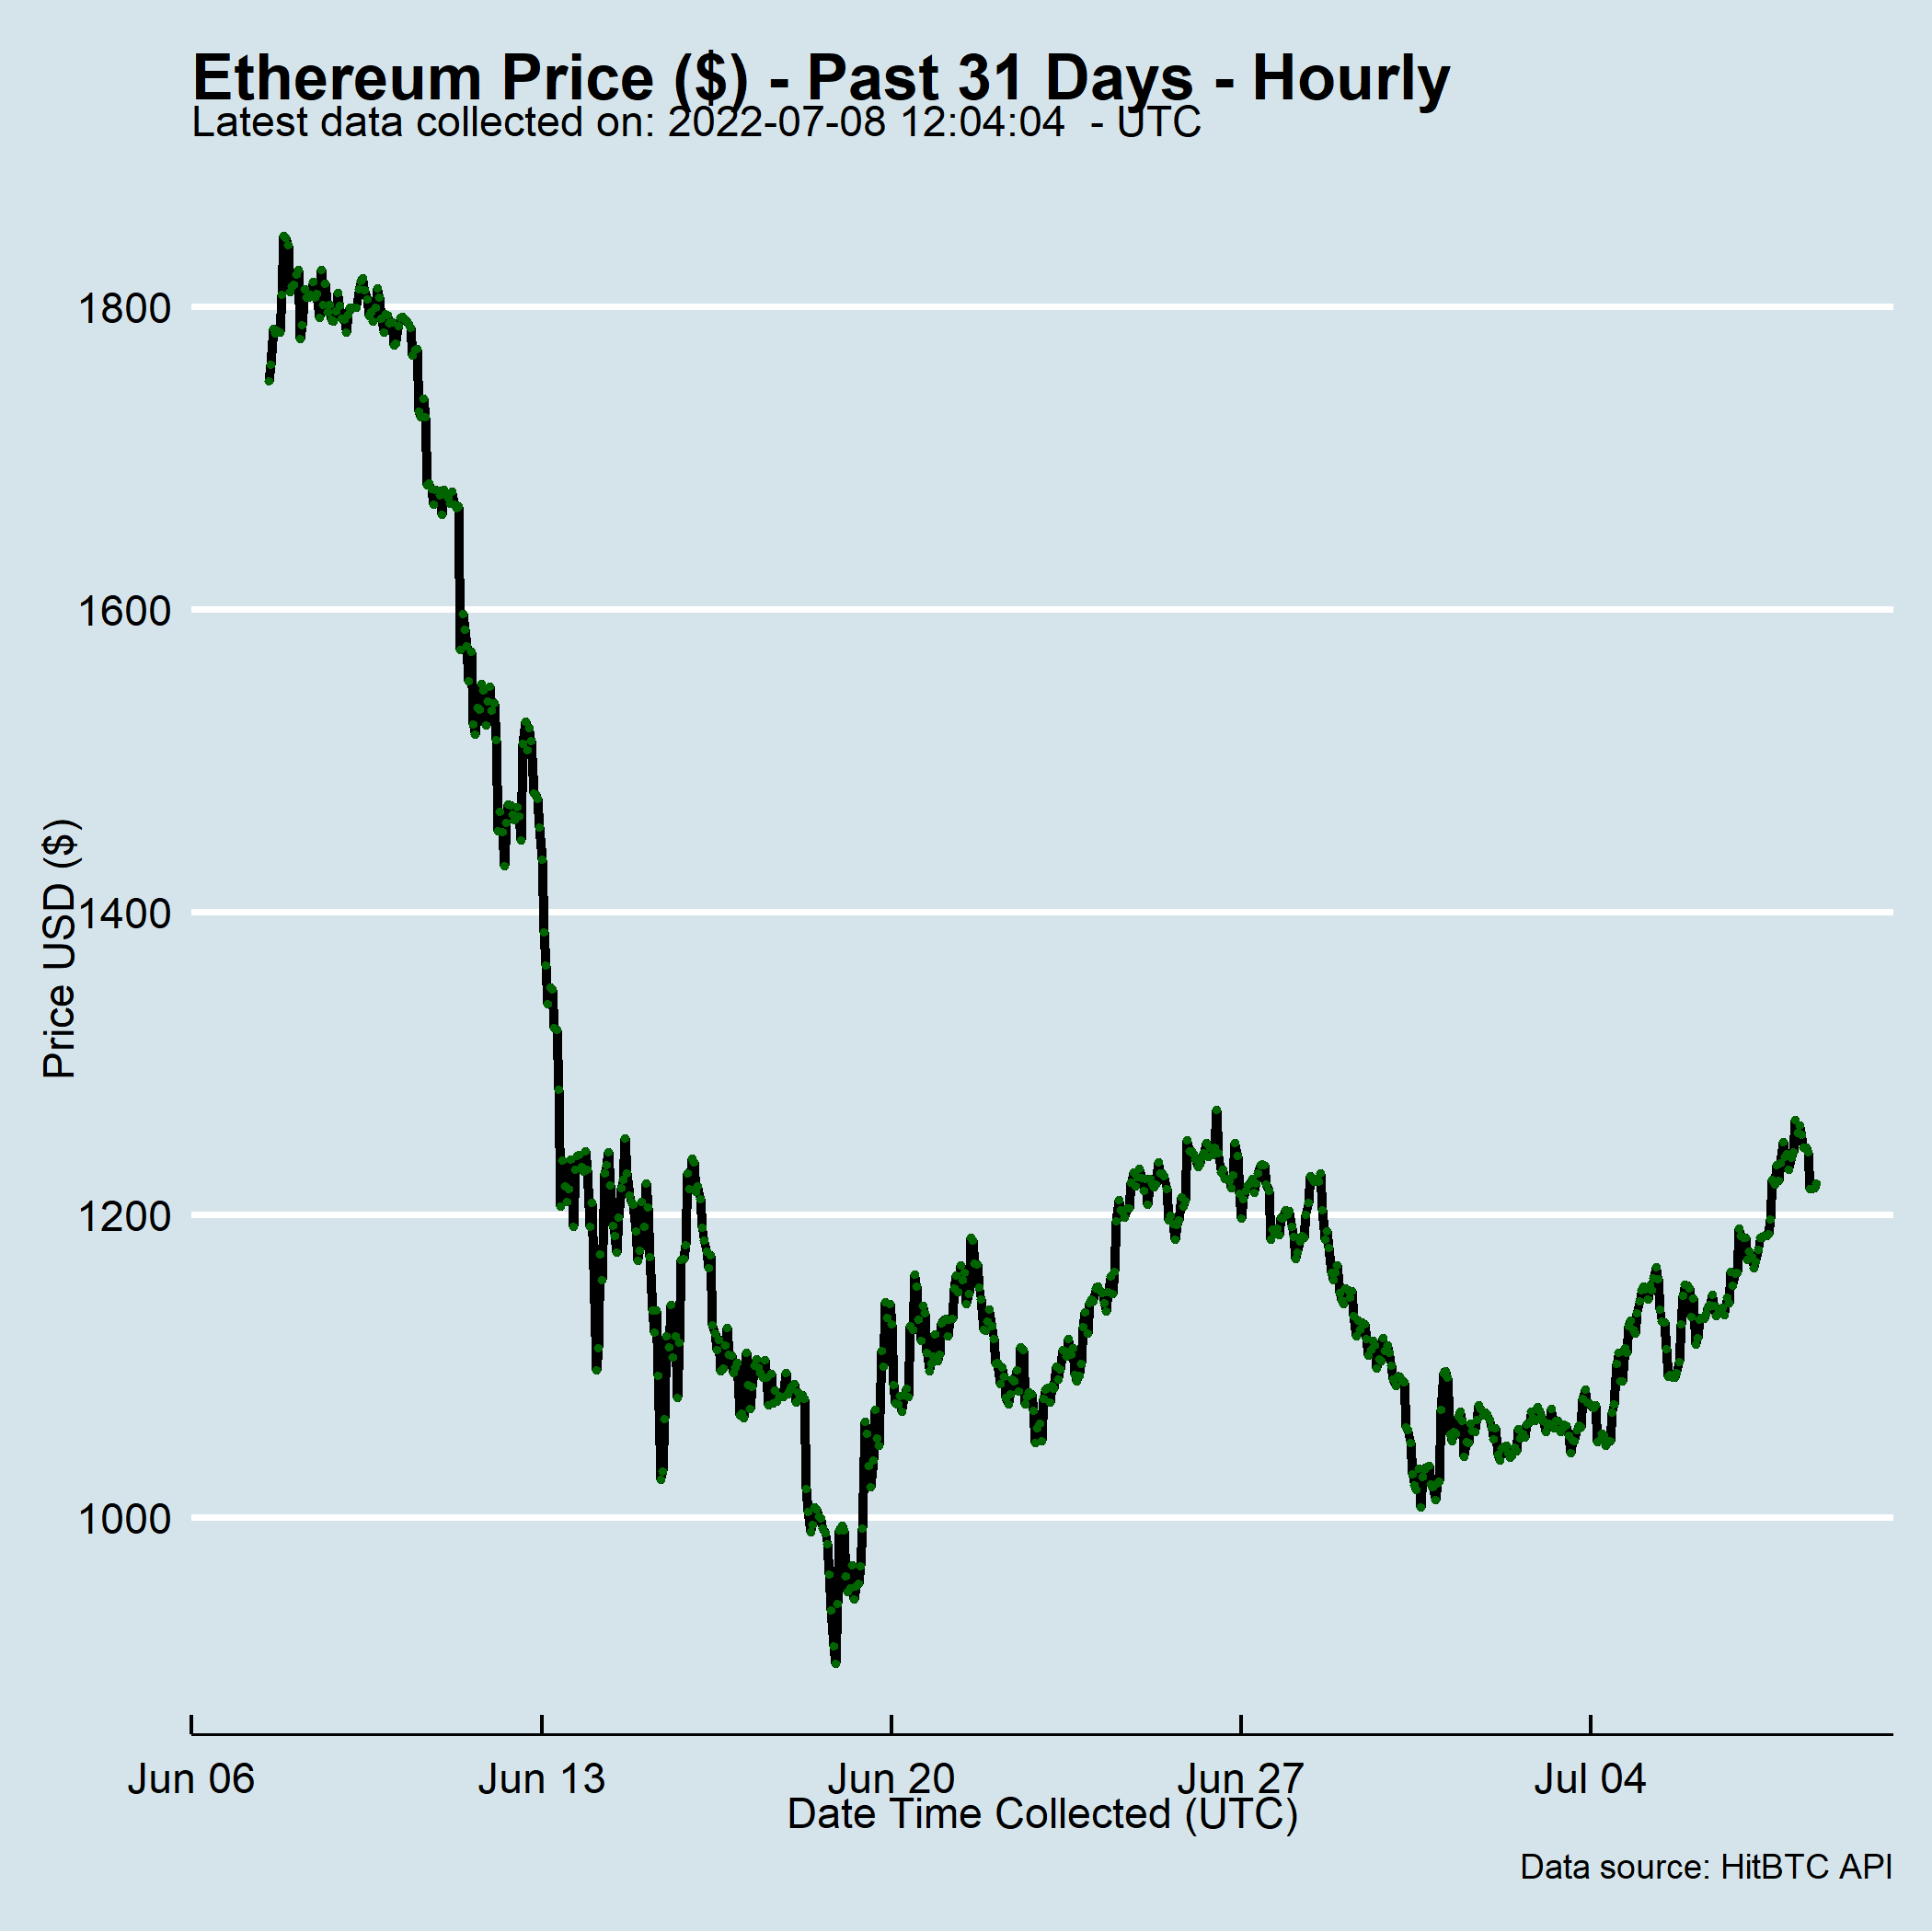 Ethereum Price ($) - Past 31 Days - Hourly
Latest data collected on: 2022-07-08 12:04:04  - UTC
Price USD ($)
1800
1600
1400
1200
1000
Jun 06
Jun 13
Jun 20
Jun 27
Jul 04
Date Time Collected (UTC)
Data source: HitBTC API